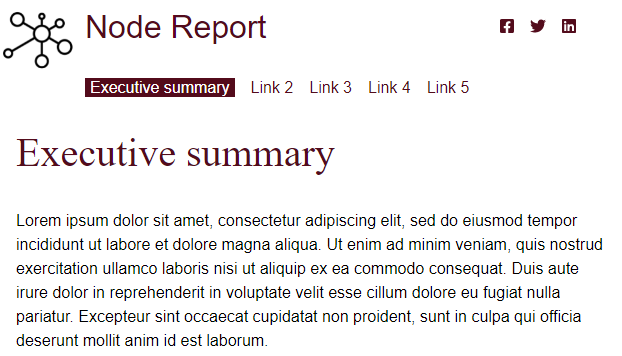 Node Report
Executive summary Link 2 Link 3 Link 4 Link 5
Executive summary
Lorem ipsum dolor sit amet, consectetur adipiscing elit, sed do eiusmod tempor
incididunt ut labore et dolore magna aliqua. Ut enim ad minim veniam, quis nostrud
exercitation ullamco laboris nisi ut aliquip ex ea commodo consequat. Duis aute
irure dolor in reprehenderit in voluptate velit esse cillum dolore eu fugiat nulla
pariatur. Excepteur sint occaecat cupidatat non proident, sunt in culpa qui officia
deserunt mollit anim id est laborum.